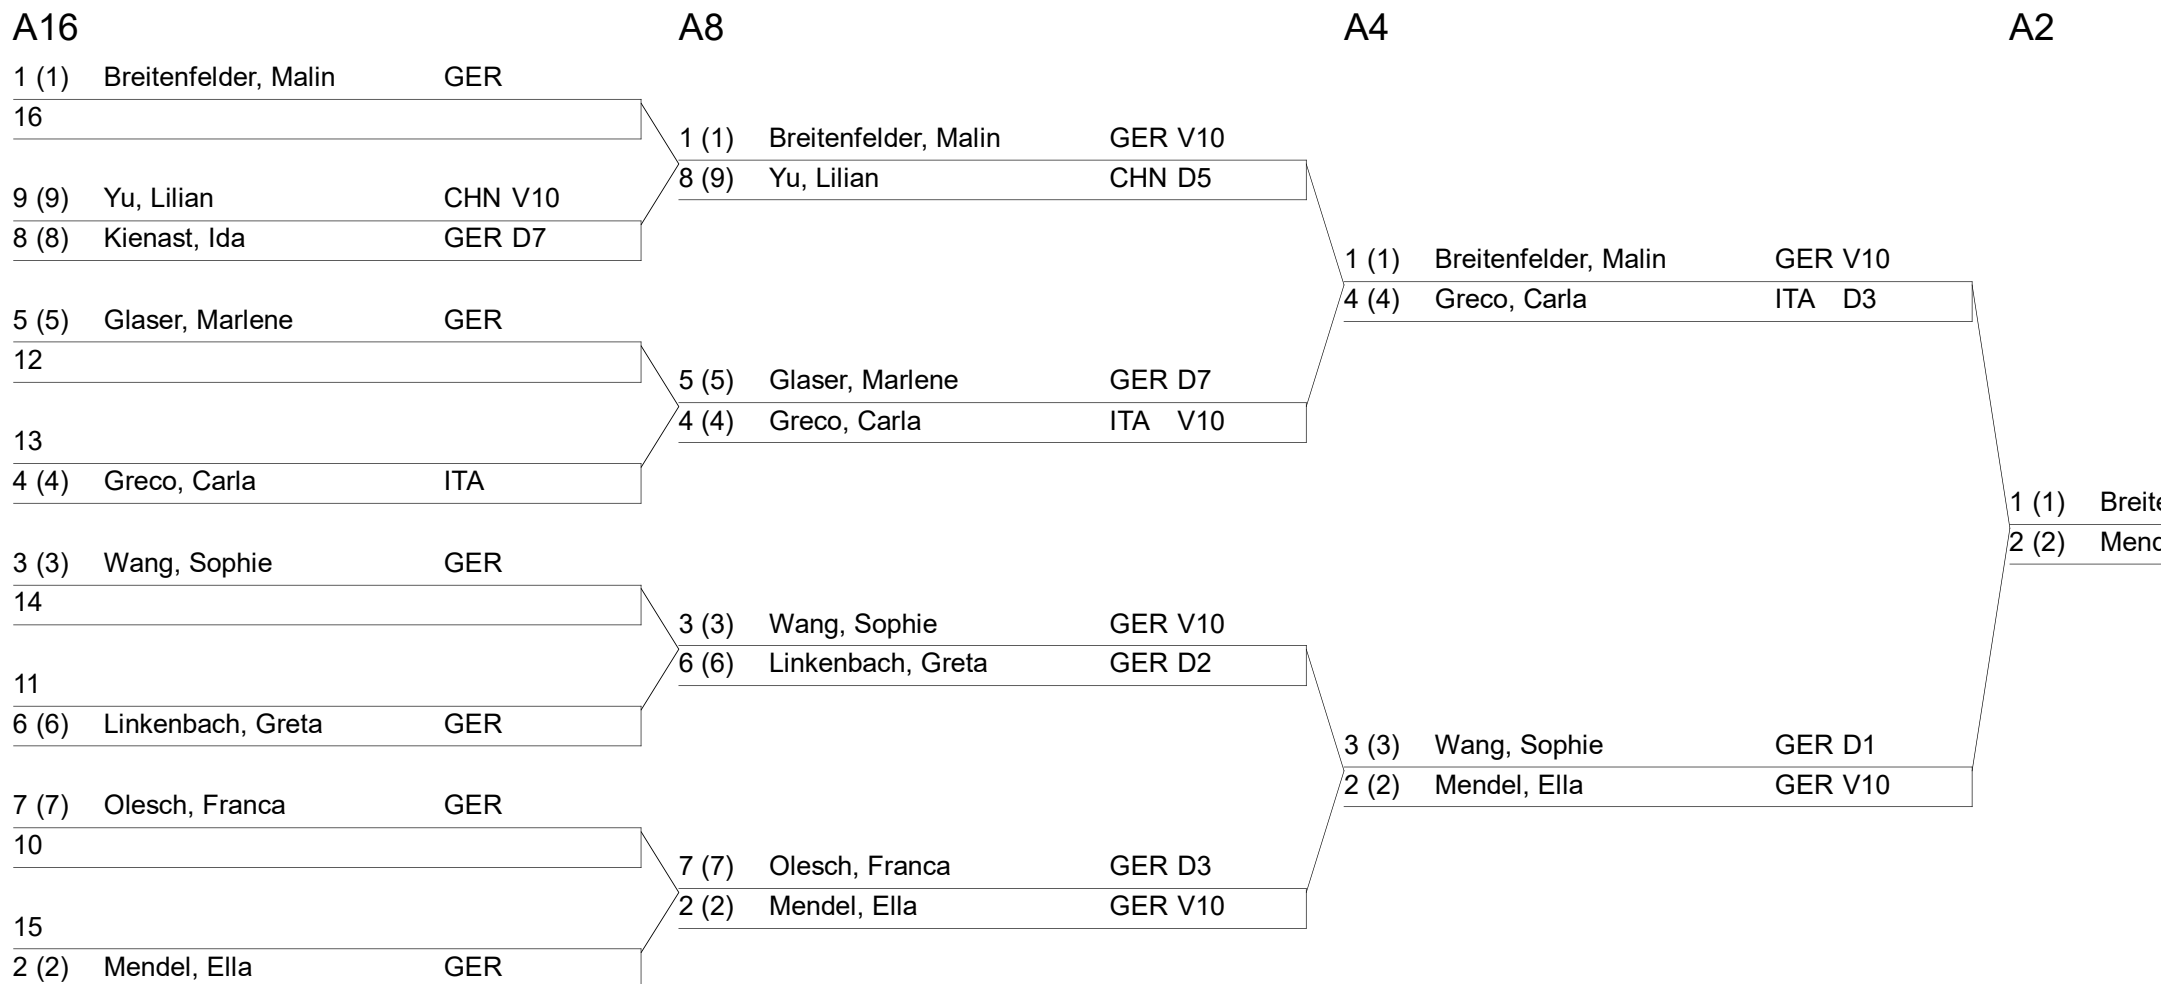 A16
1 (1) Breitenfelder, Malin GER
16
9 (9) Yu, Lilian CHN V10
8 (8) Kienast, Ida GER D7
5 (5) Glaser, Marlene GER
12
13
4 (4) Greco, Carla ITA
3 (3) Wang, Sophie GER
14
11
6 (6) Linkenbach, Greta GER
7 (7) Olesch, Franca GER
10
15
2 (2) Mendel, Ella GER
A8
1 (1) Breitenfelder, Malin GER V10
8 (9) Yu, Lilian CHN D5
5 (5) Glaser, Marlene GER D7
4 (4) Greco, Carla ITA V10
3 (3) Wang, Sophie GER V10
6 (6) Linkenbach, Greta GER D2
7 (7) Olesch, Franca GER D3
2 (2) Mendel, Ella GER V10
A4
1 (1) Breitenfelder, Malin GER V10
4 (4) Greco, Carla ITA D3
3 (3) Wang, Sophie GER D1
2 (2) Mendel, Ella GER V10
A2
1 (1) Breite
2 (2) Mend